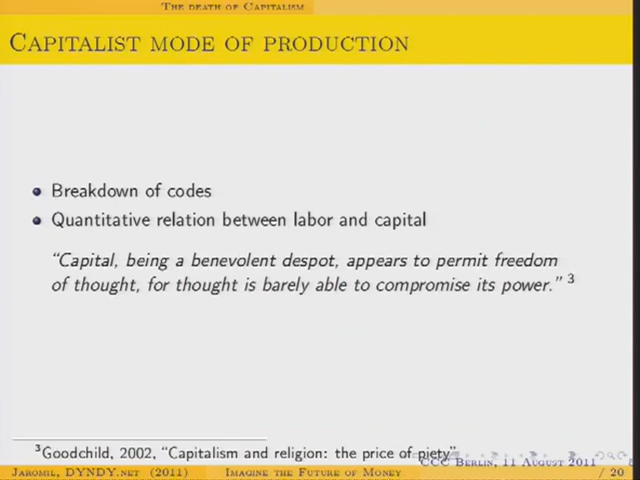 The death of Capitalism
Capitalist mode of production
Breakdown of codes
Quantitative relation between labor and capital
“Capital, being a benevolent despot, appears to permit freedom
of thought, for thought is barely able to compromise its power.” 3
3Goodchild, 2002, “Capitalism and religion: the price of piety”
CCC Berlin, 11 August 2011
Jaromil, DYNDY.net (2011) Imagine the Future of Money / 20